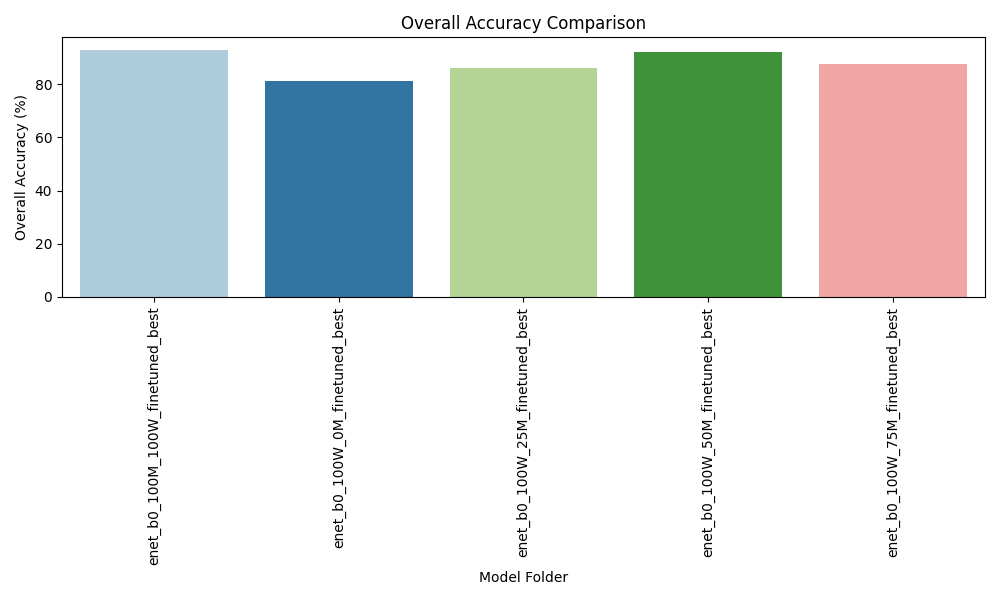 Overall Accuracy Comparison
Overall Accuracy (%)
80
60
40
20
0
enet_b0_100M_100W_finetuned_best
enet_b0_100W_0M_finetuned_best
enet_b0_100W_25M_finetuned_best
enet_b0_100W_50M_finetuned_best
enet_b0_100W_75M_finetuned_best
Model Folder